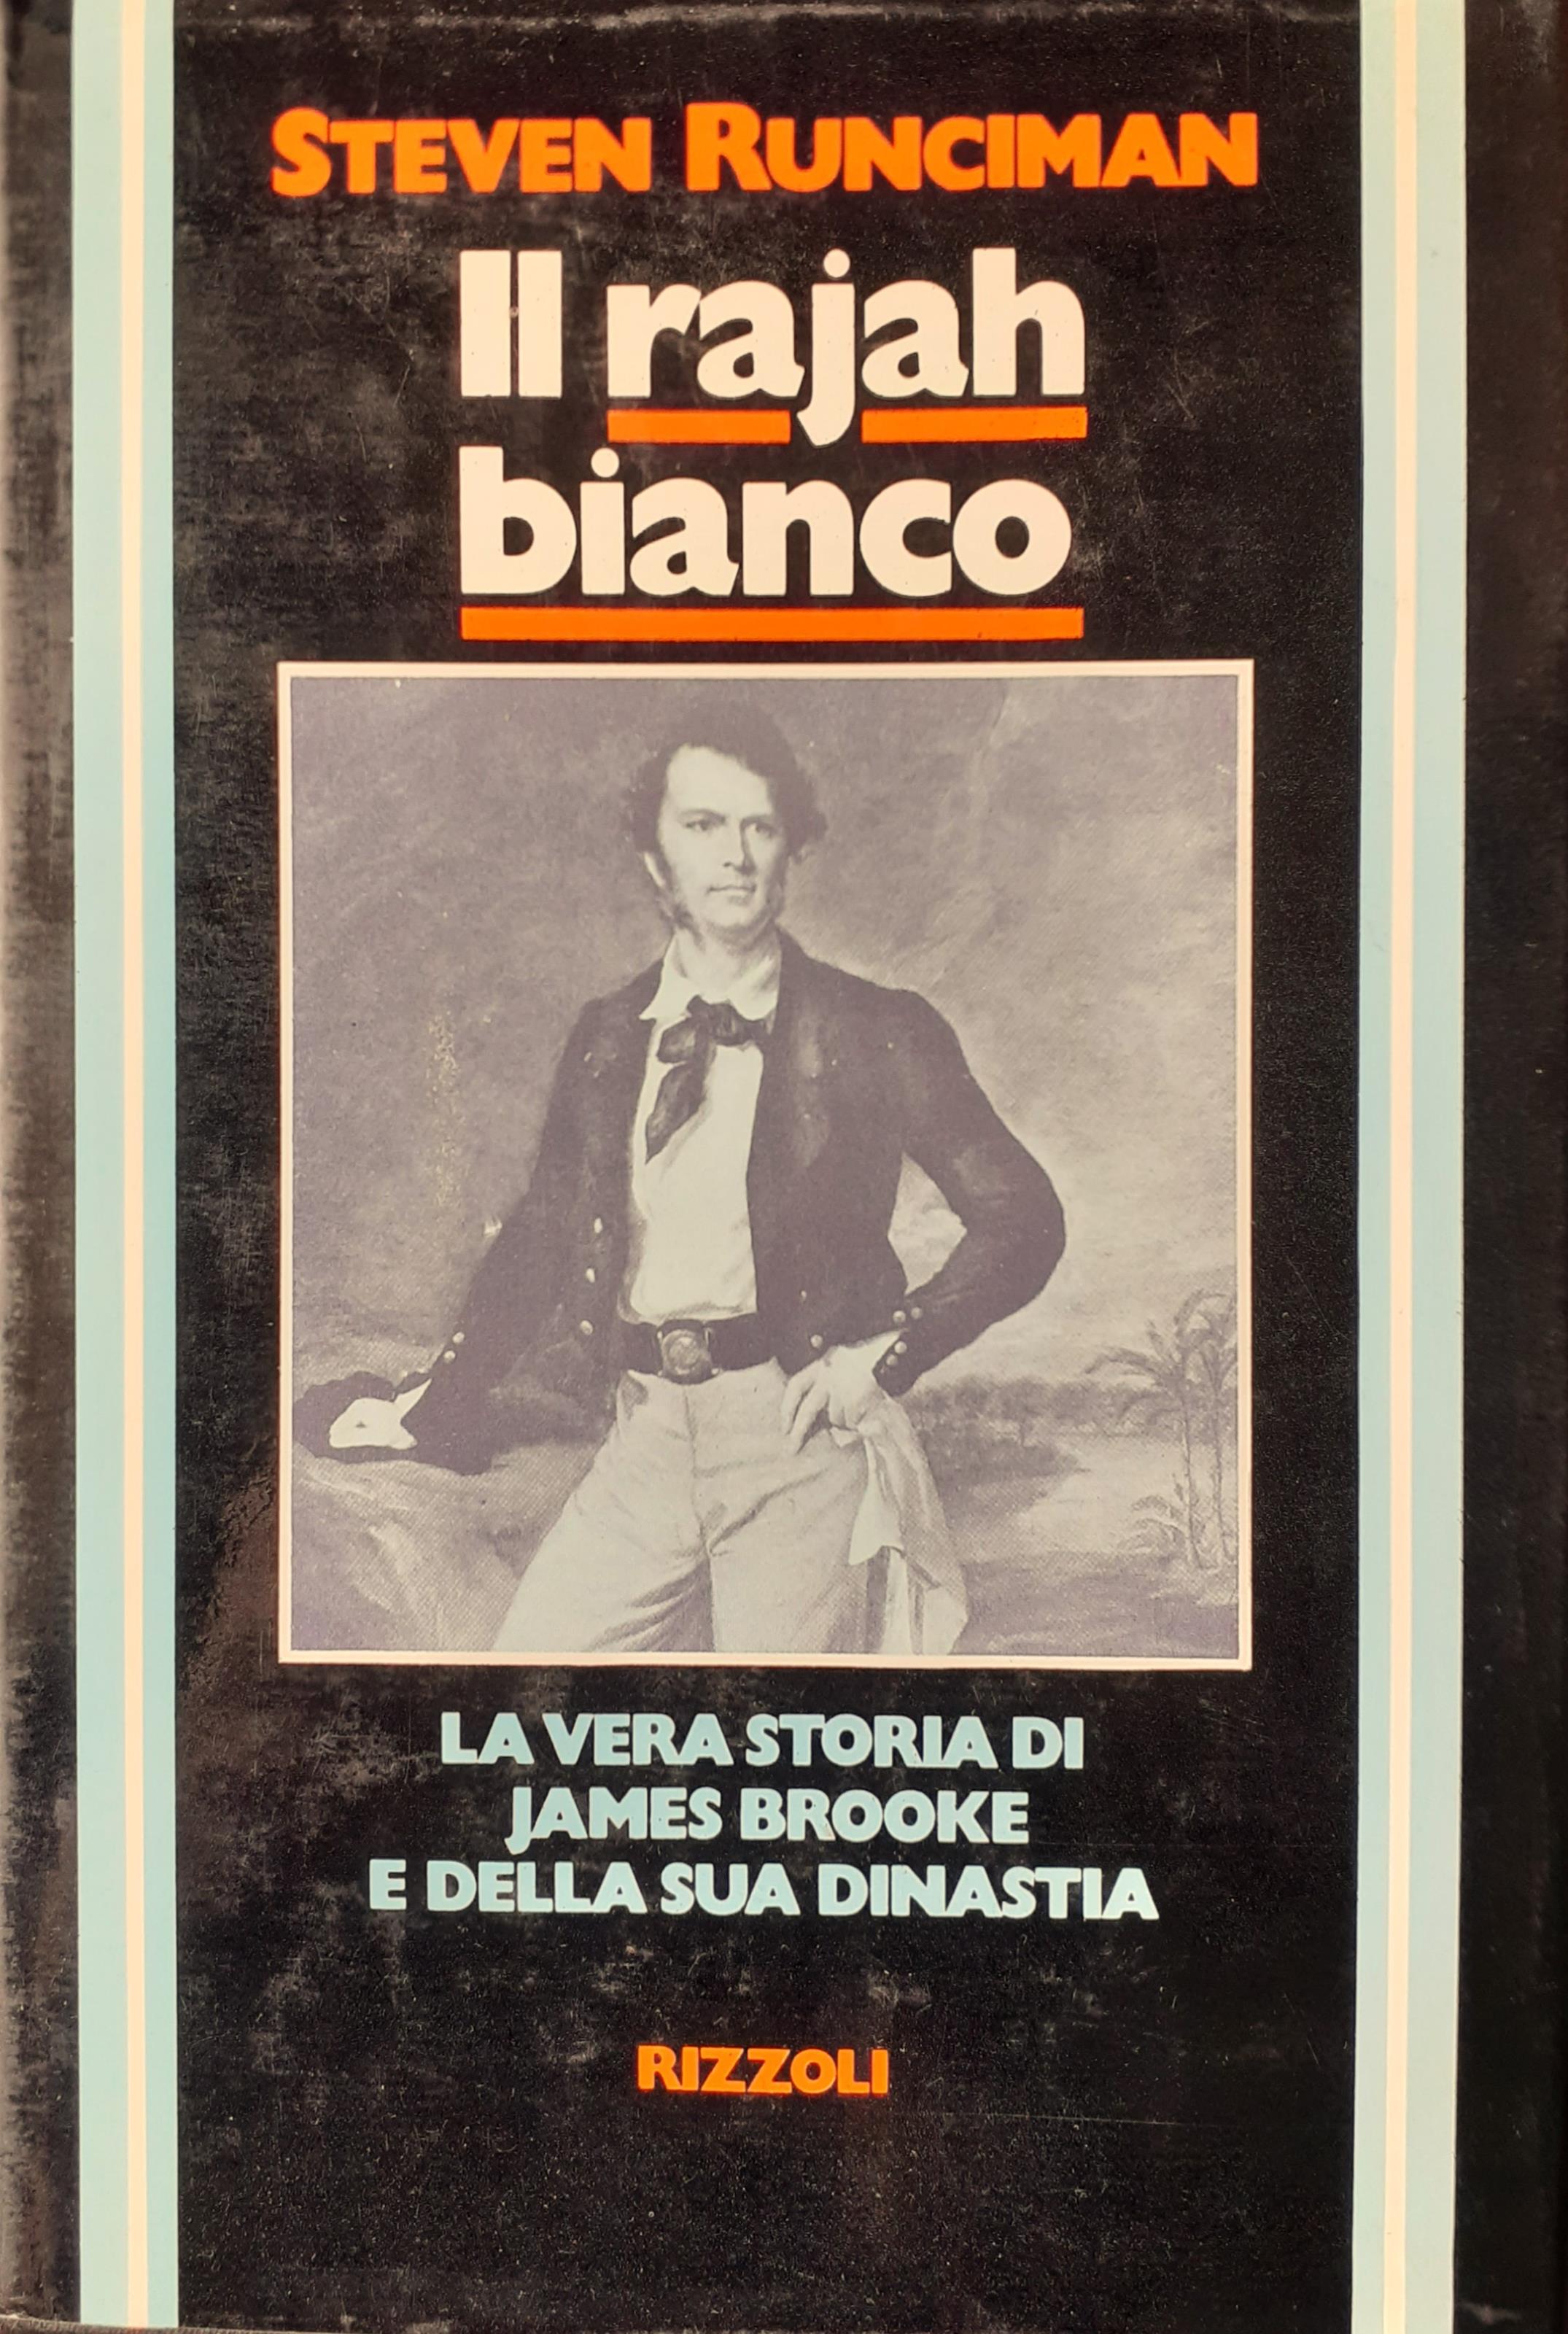 STEVEN RUNCIMAN
Il rajah
bianco
LA VERA STORIA DI
JAMES BROOKE
E DELLA SUA DINASTIA
RIZZOLI